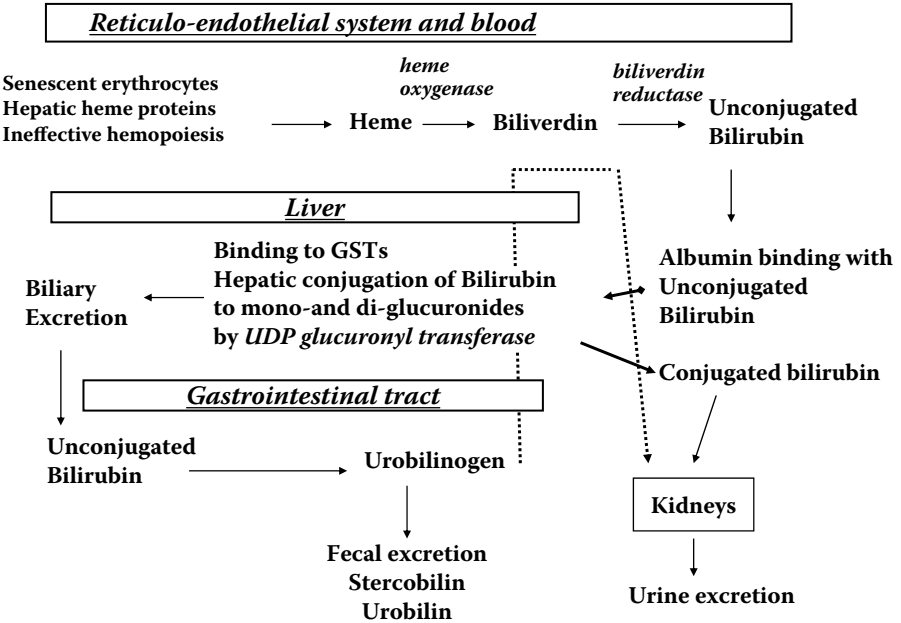 Reticulo-endothelial system and blood
Senescent erythrocytes
Hepatic heme proteins
Ineffective hemopoiesis
Heme
heme
oxygenase
Biliverdin
biliverdin
reductase
Unconjugated
Bilirubin
Liver
Binding to GSTs
Hepatic conjugation of Bilirubin
to mono-and di-glucuronides
by UDP glucuronyl transferase
Albumin binding with
Unconjugated
Bilirubin
Biliary
Excretion
Conjugated bilirubin
Gastrointestinal tract
Unconjugated
Bilirubin
Urobilinogen
Kidneys
Fecal excretion
Stercobilin
Urobilin
Urine excretion